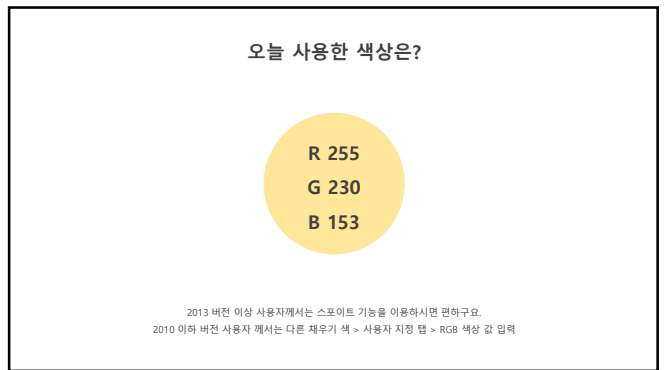 오늘 사용한 색상은?
R 255
G 230
B 153
2013 버전 이상 사용자께서는 스포이트 기능을 이용하시면 편하구요.
2010 이하 버전 사용자 께서는 다른 채우기 색 > 사용자 지정 탭 > RGB 색상 값 입력